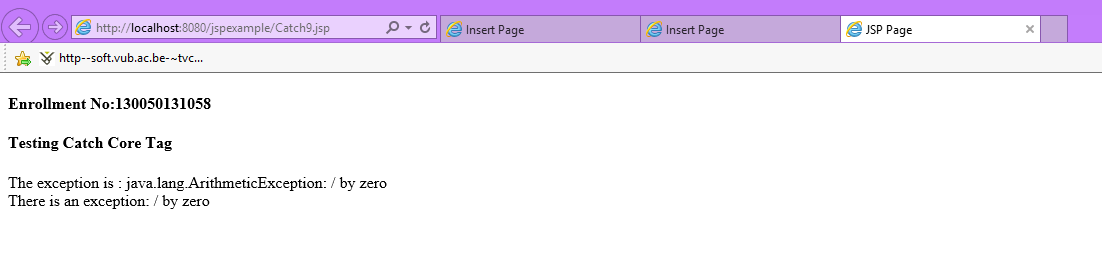 http://localhost:8080/jspexample/Catch9.jsp
Insert Page
Insert Page
JSP Page
http--soft.vub.ac.be-~tvc...
Enrollment No:130050131058
Testing Catch Core Tag
The exception is : java.lang.ArithmeticException: / by zero
There is an exception: / by zero